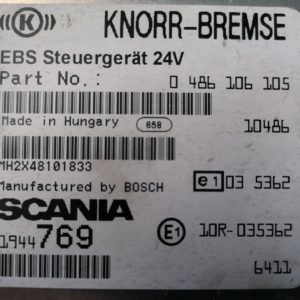 ((K)) KNORR-BREMSE
EBS Steuergerät 24V
Part No.: 0 486 106 105
Made in Hungary 658 10486
MH2X48101833
Manufactured by BOSCH e1 03 5362
SCANIA
1944769 E1 10R-035362
6411